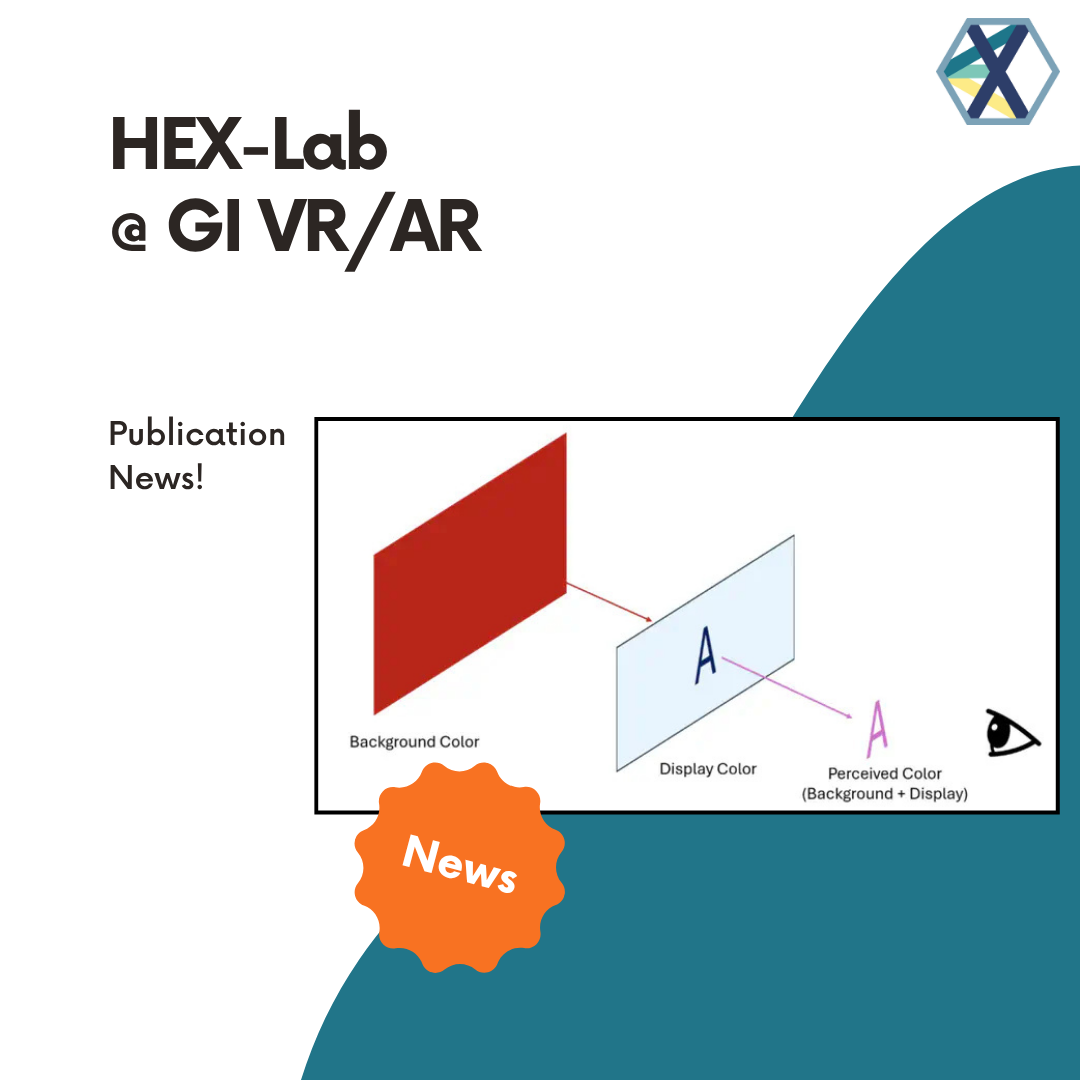 HEX-Lab
@ GI VR/AR
Publication
News!
A
A
Background Color
Display Color
Perceived Color
(Background + Display)
News